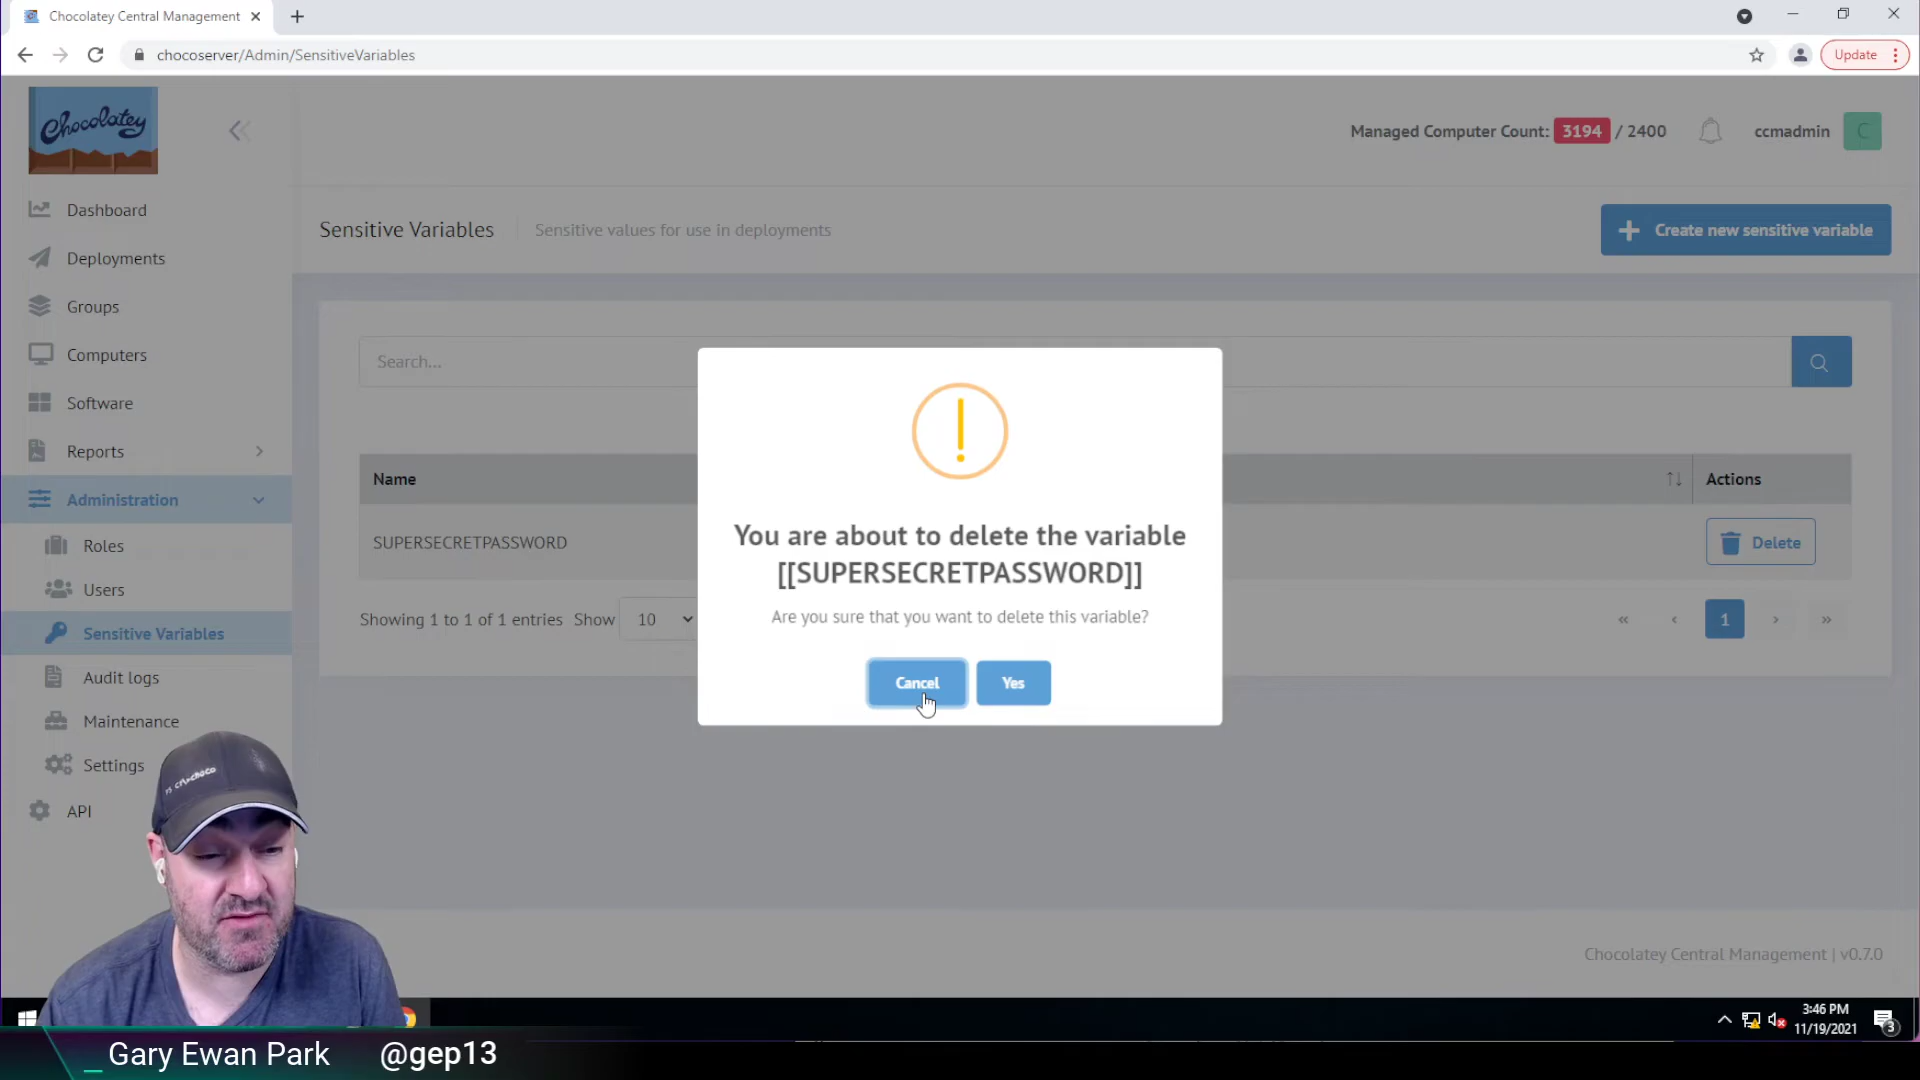 Chocolatey Central Management
chocoserver/Admin/SensitiveVariables
Update
Chocolatey
Managed Computer Count: 3194 / 2400
ccmadmin
C
Dashboard
Deployments
Groups
Computers
Software
Reports
Administration
Roles
Users
Sensitive Variables
Audit logs
Maintenance
Settings
API
Sensitive Variables
Sensitive values for use in deployments
Create new sensitive variable
Search...
Name
Actions
SUPERSECRETPASSWORD
Delete
Showing 1 to 1 of 1 entries Show 10
« ‹ 1 › »
You are about to delete the variable
[[SUPERSECRETPASSWORD]]
Are you sure that you want to delete this variable?
Cancel
Yes
Chocolatey Central Management | v0.7.0
3:46 PM
11/19/2021
3
_ Gary Ewan Park @gep13